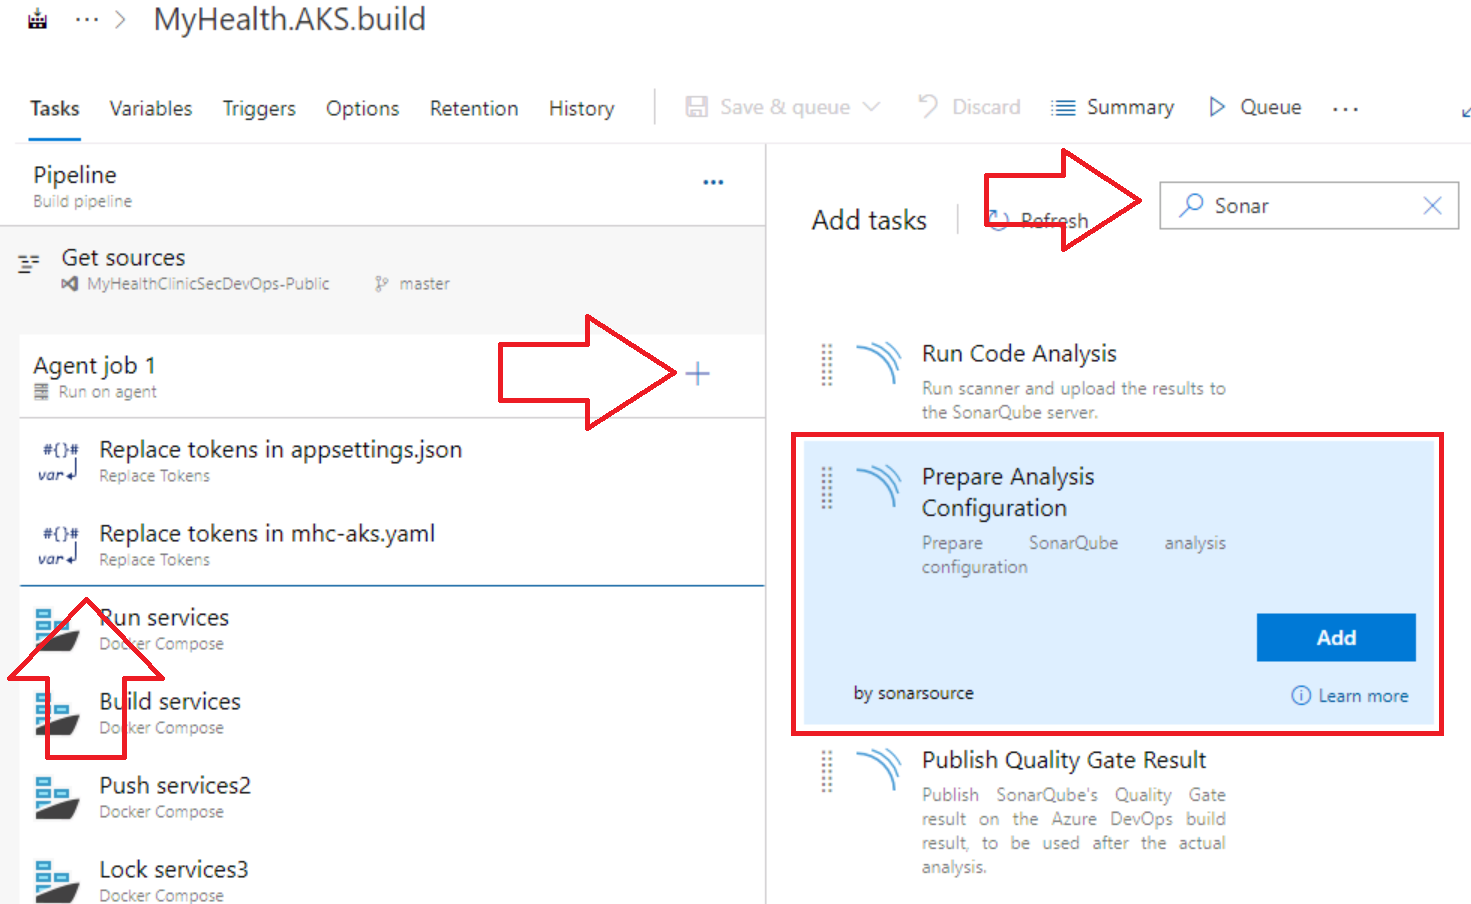 ··· > MyHealth.AKS.build
Tasks Variables Triggers Options Retention History Save & queue Discard Summary Queue ...
Pipeline
Build pipeline
...
Get sources
MyHealthClinicSecDevOps-Public master
Agent job 1
Run on agent
#{}# Replace tokens in appsettings.json
var Replace Tokens
#{}# Replace tokens in mhc-aks.yaml
var Replace Tokens
Run services
Docker Compose
Build services
Docker Compose
Push services2
Docker Compose
Lock services3
Docker Compose
Add tasks Refresh
Sonar
Run Code Analysis
Run scanner and upload the results to
the SonarQube server.
Prepare Analysis
Configuration
Prepare SonarQube analysis
configuration
Add
by sonarsource Learn more
Publish Quality Gate Result
Publish SonarQube's Quality Gate
result on the Azure DevOps build
result, to be used after the actual
analysis.